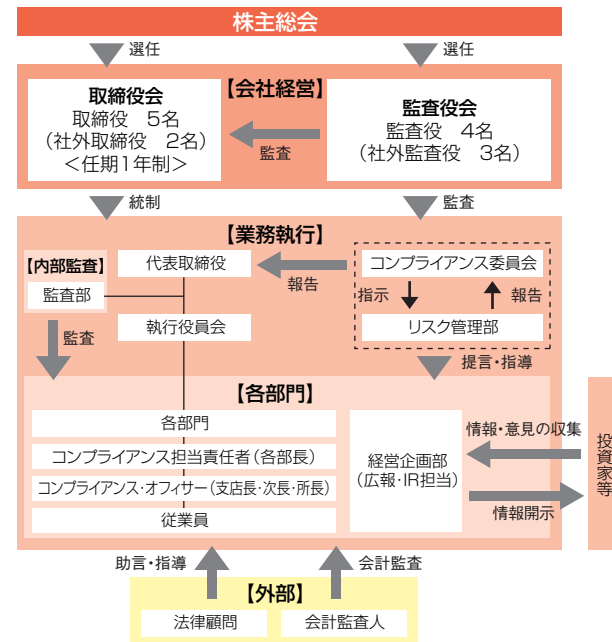 株主総会
選任
選任
【会社経営】
取締役会
取締役 5名
(社外取締役 2名)
<任期1年制>
監査
監査役会
監査役 4名
(社外監査役 3名)
統制
監査
【業務執行】
【内部監査】
監査部
代表取締役
報告
コンプライアンス委員会
指示
報告
リスク管理部
執行役員会
監査
提言・指導
【各部門】
各部門
コンプライアンス担当責任者(各部長)
コンプライアンス・オフィサー(支店長・次長・所長)
従業員
経営企画部
(広報・IR担当)
情報・意見の収集
情報開示
投資家等
助言・指導
会計監査
【外部】
法律顧問
会計監査人